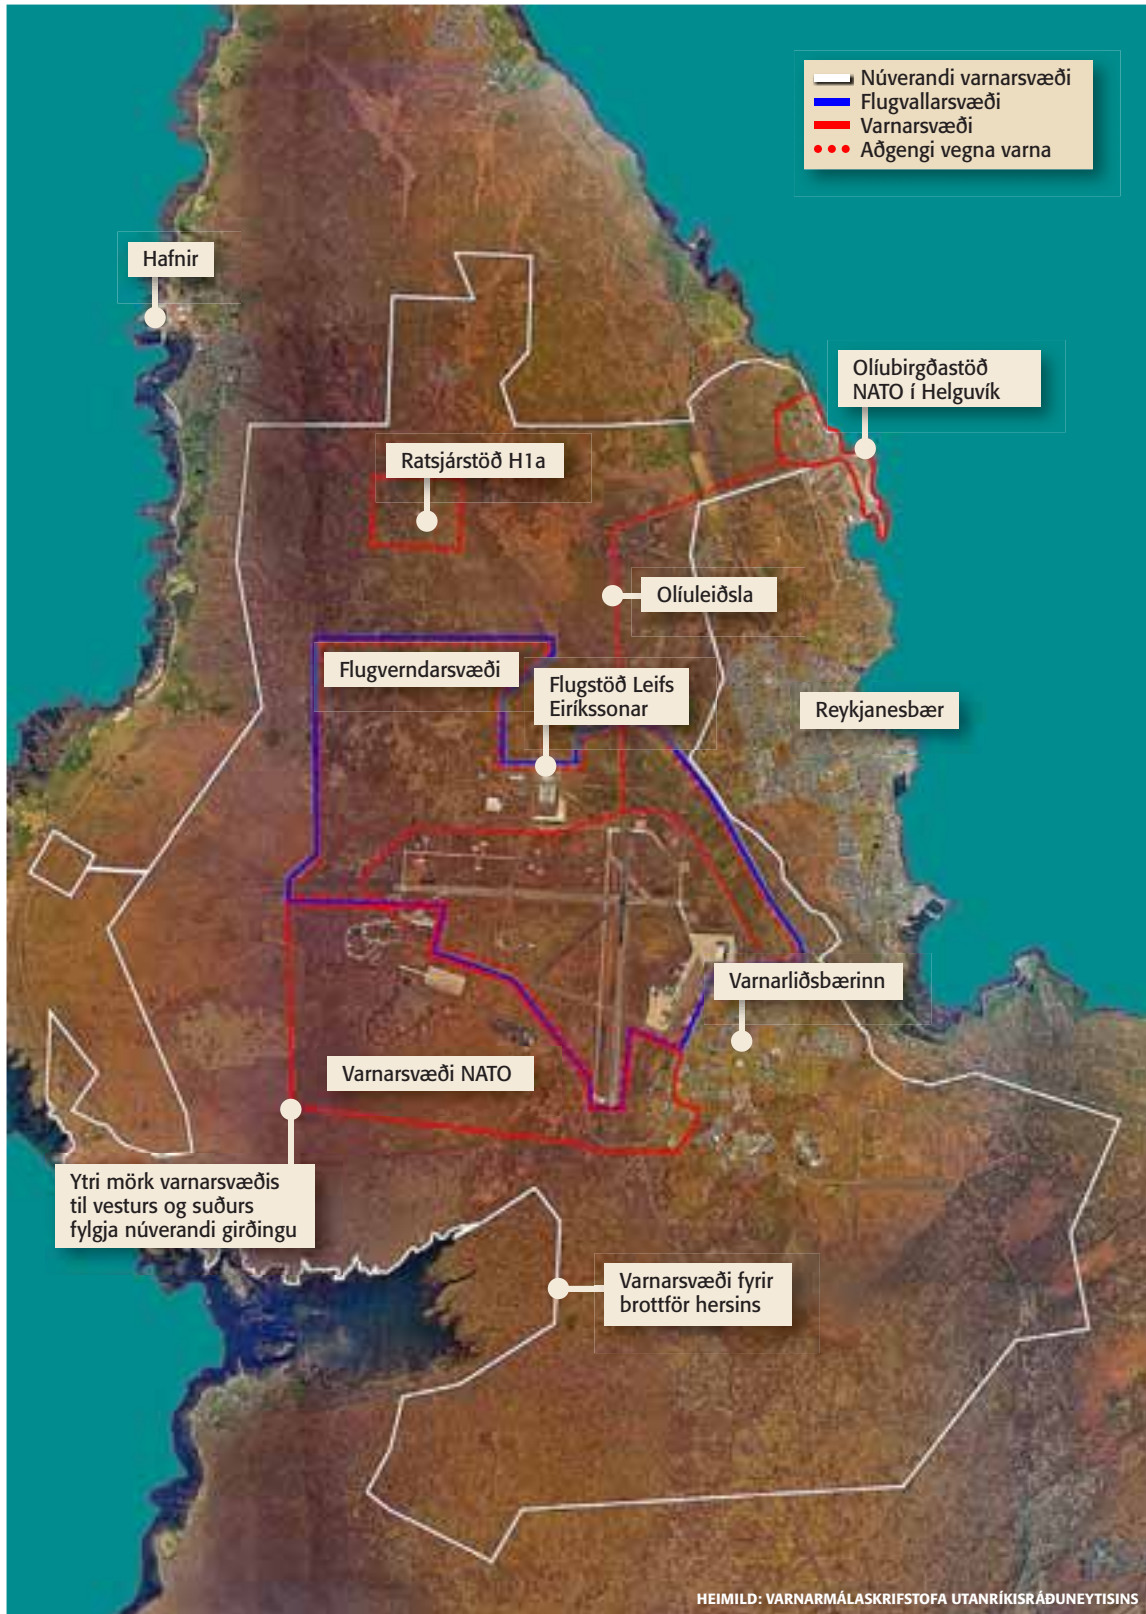 Núverandi varnarsvæði
Flugvallarsvæði
Varnarsvæði
Aðgengi vegna varna
Hafnir
Olíubirgðastöð
NATO í Helguvík
Ratsjárstöð H1a
Olíuleiðsla
Flugverndarsvæði
Flugstöð Leifs
Eiríkssonar
Reykjanesbær
Varnarliðsbærinn
Varnarsvæði NATO
Ytri mörk varnarsvæðis
til vesturs og suðurs
fylgja núverandi girðingu
Varnarsvæði fyrir
brottför hersins
HEIMILD: VARNARMÁLASKRIFSTOFA UTANRÍKISRÁÐUNEYTISINS